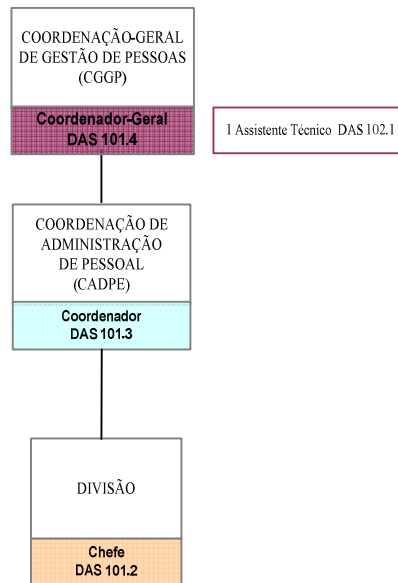 COORDENAÇÃO-GERAL
DE GESTÃO DE PESSOAS
(CGGP)
Coordenador-Geral
DAS 101.4
1 Assistente Técnico DAS 102.1
COORDENAÇÃO DE
ADMINISTRAÇÃO
DE PESSOAL
(CADPE)
Coordenador
DAS 101.3
DIVISÃO
Chefe
DAS 101.2